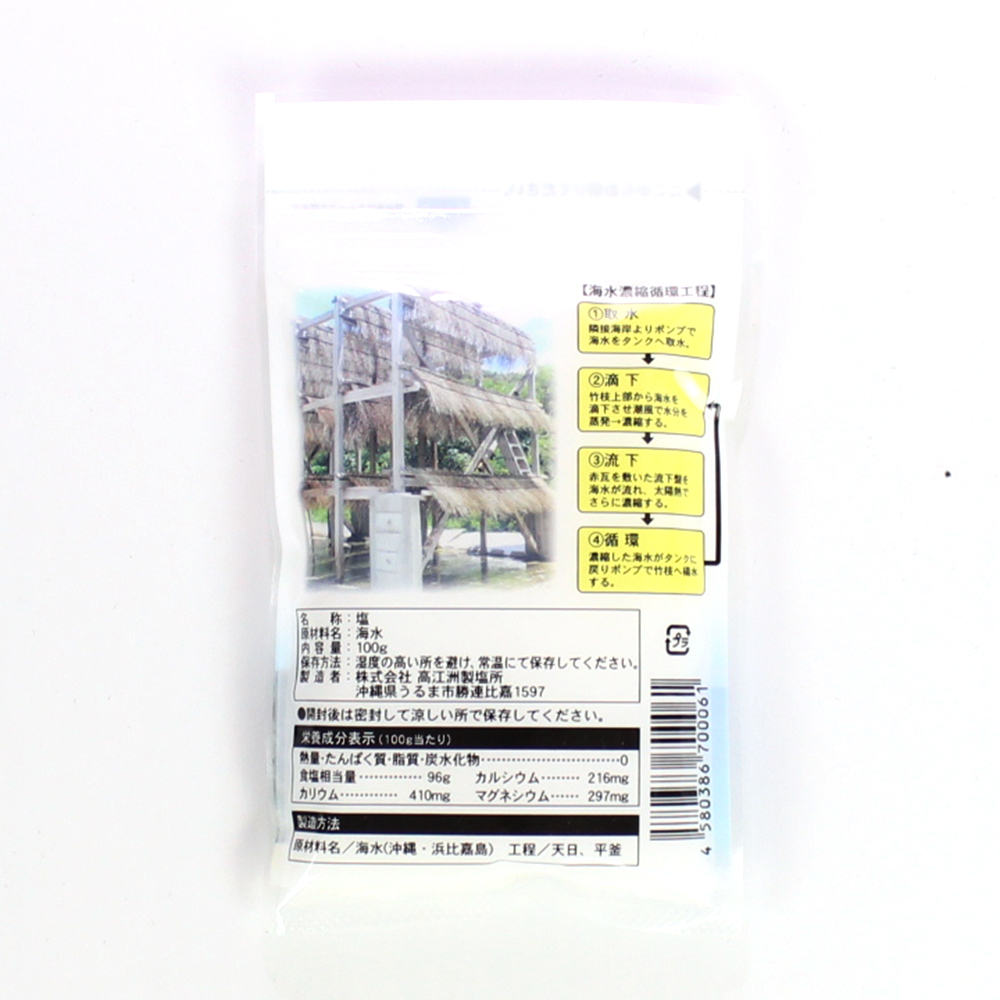 【海水濃縮循環工程】
①取水
隣接海岸よりポンプで
海水をタンクへ取水。
②滴下
竹枝上部から海水を
滴下させ潮風で水分を
蒸発→濃縮する。
③流下
赤瓦を敷いた流下盤を
海水が流れ、太陽熱で
さらに濃縮する。
④循環
濃縮した海水がタンクに
戻りポンプで竹枝へ揚水
する。
名称：塩
原材料名：海水
内容量：100g
保存方法：湿度の高い所を避け、常温にて保存してください。
製造者：株式会社 高江洲製塩所
沖縄県うるま市勝連比嘉1597
●開封後は密封して涼しい所で保存してください。
栄養成分表示(100g当たり)
熱量・たんぱく質・脂質・炭水化物…………………………0
食塩相当量…………96g カルシウム………216mg
カリウム…………410mg マグネシウム……297mg
製造方法
原材料名／海水(沖縄・浜比嘉島) 工程／天日、平釜
プラ
4580386700061